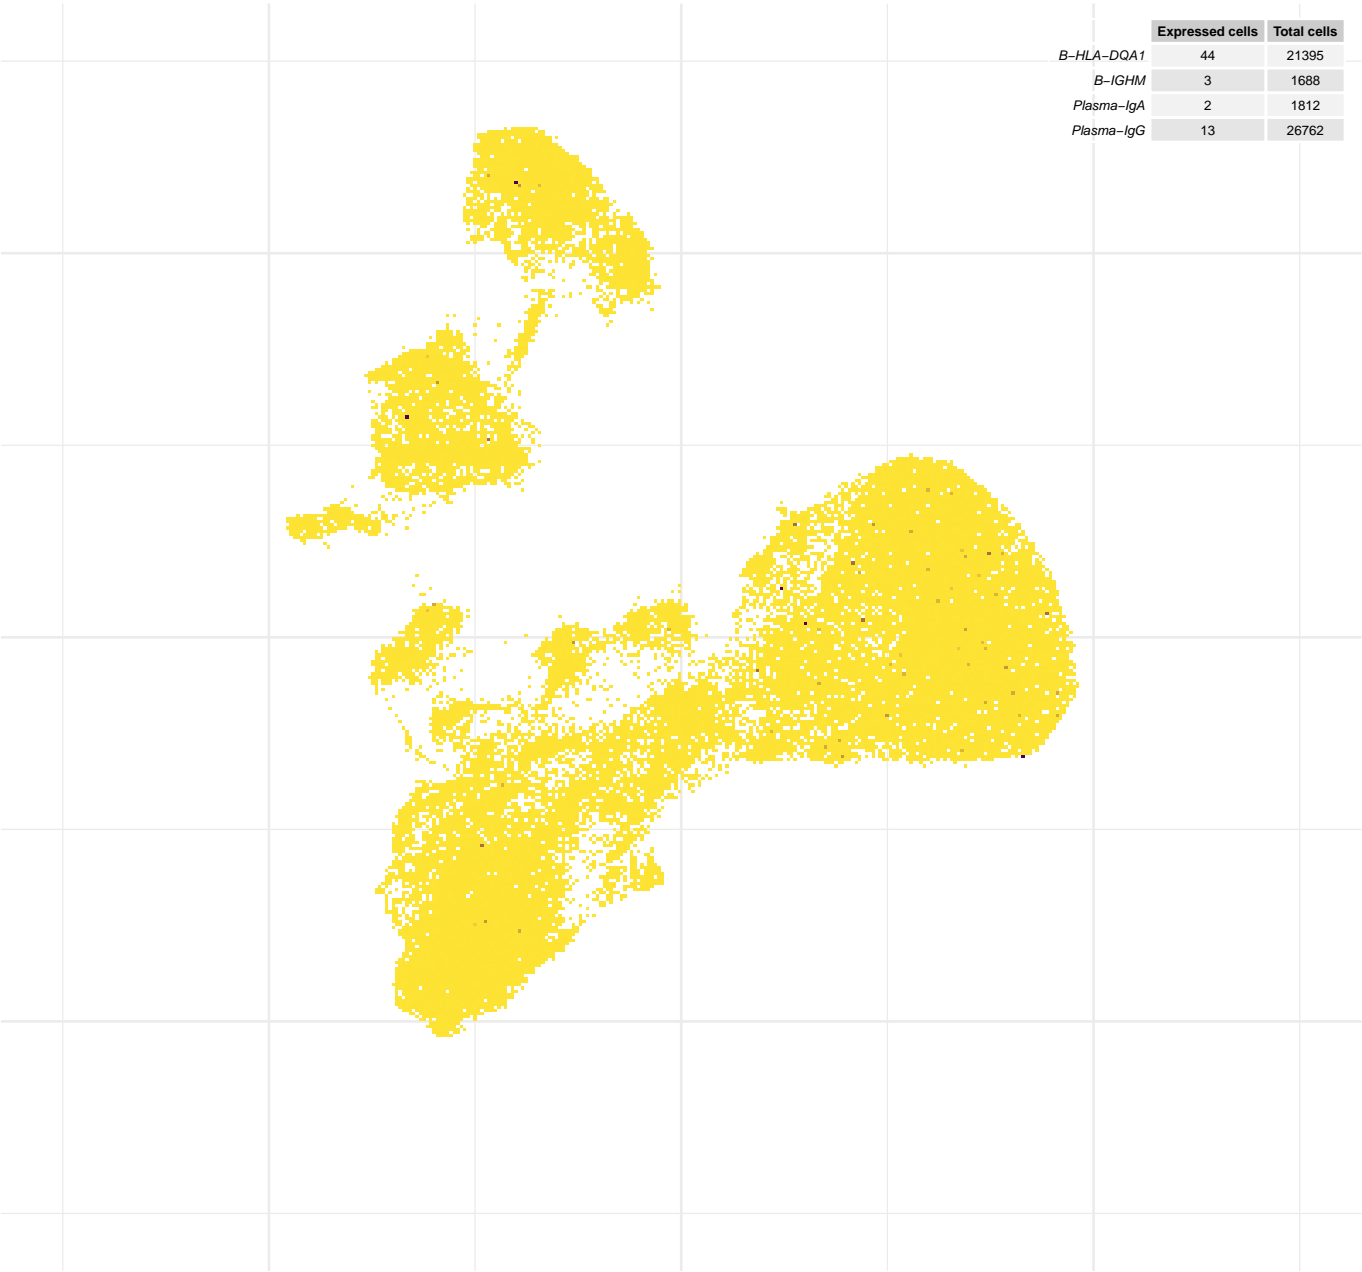 Expressed cells Total cells
B−HLA−DQA1 44 21395
B−IGHM 3 1688
Plasma−IgA 2 1812
Plasma−IgG 13 26762